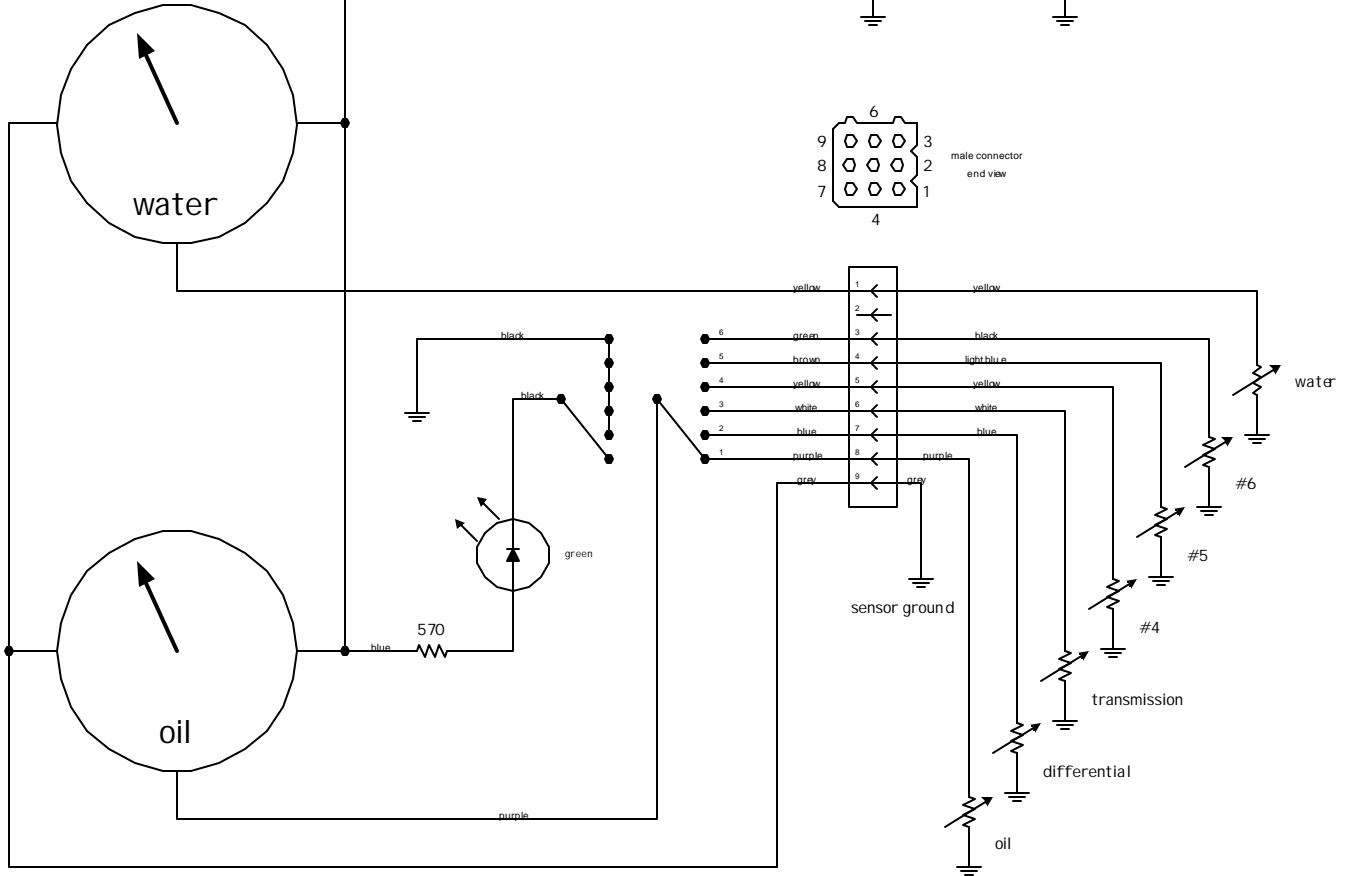 6
9 3
male connector
8 2
end view
7 1
4
water
yellow 1 yellow
2
black 6 green 3 black
5 brown 4 light blue
4 yellow 5 yellow
water
black 3 white 6 white
2 blue 7 blue
1 purple 8 purple
grey 9 grey
#6
green
#5
sensor ground
570
#4
blue
transmission
oil
differential
purple
oil